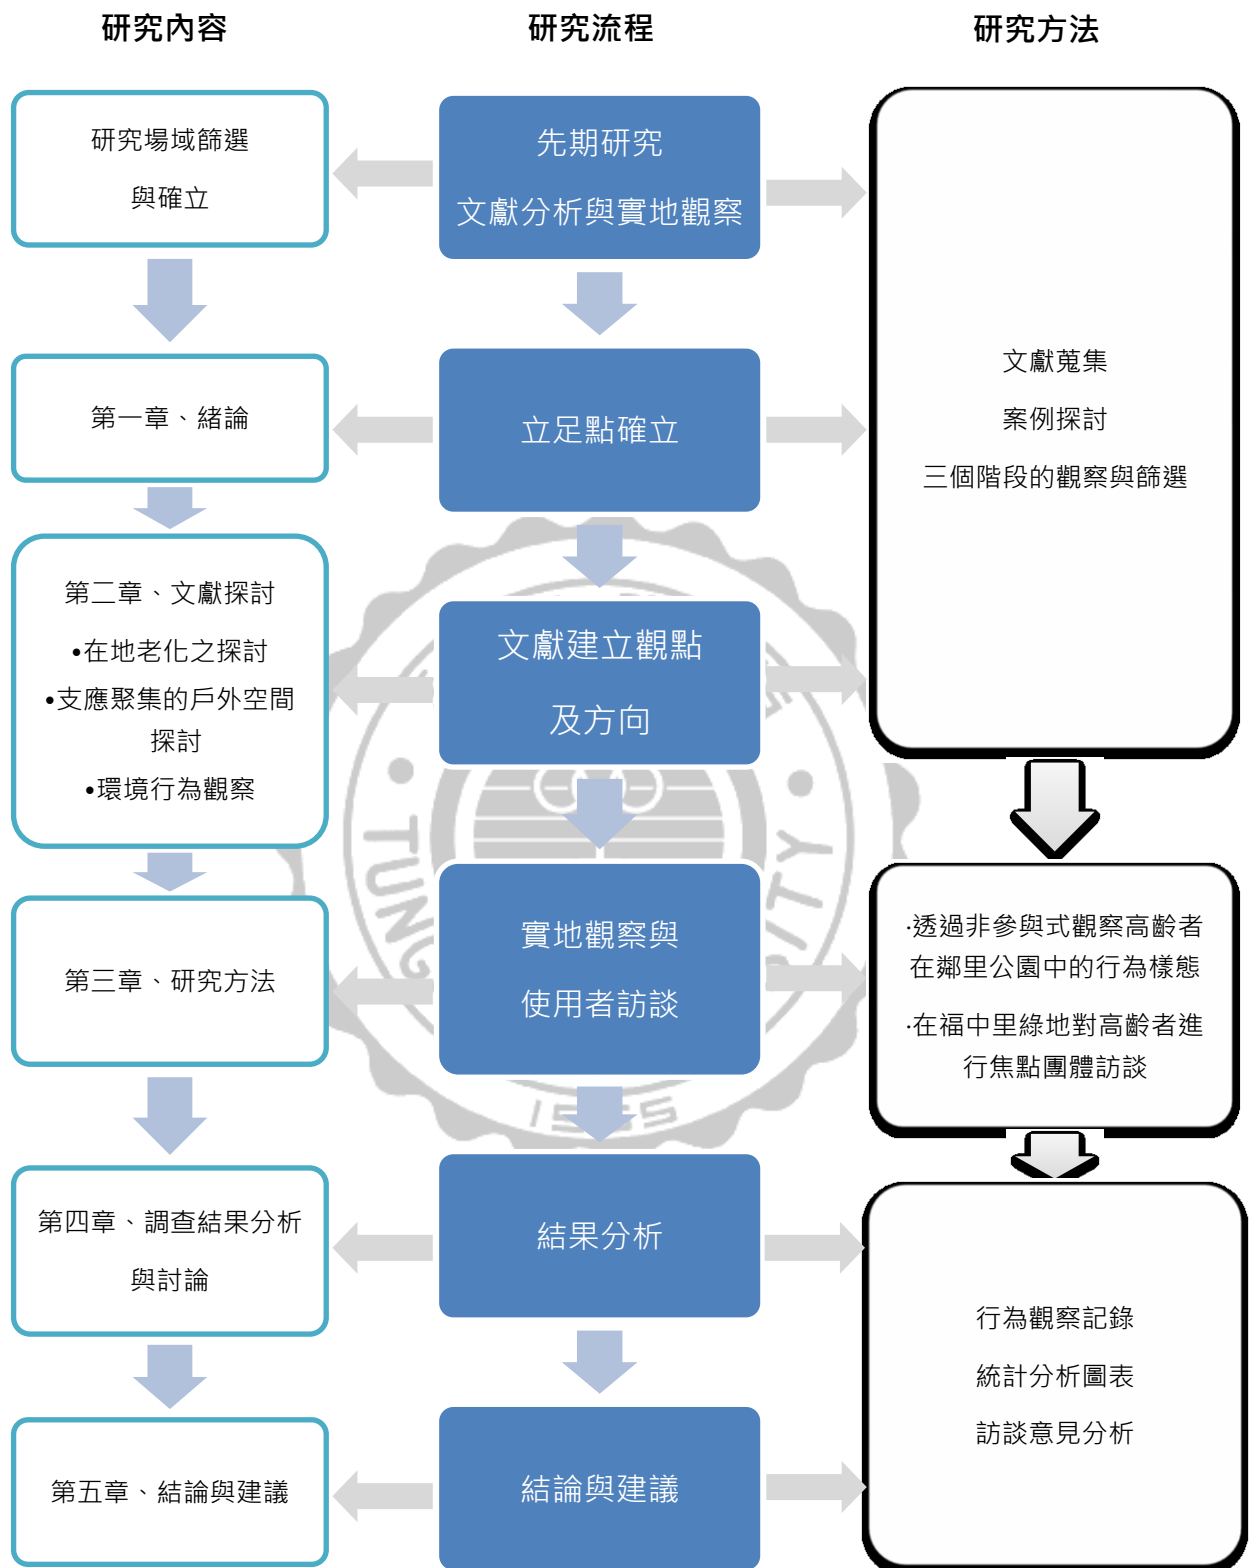 研究內容
研究流程
研究方法
研究場域篩選
與確立
先期研究
文獻分析與實地觀察
文獻蒐集
案例探討
三個階段的觀察與篩選
第一章、緒論
立足點確立
第二章、文獻探討
•在地老化之探討
•支應聚集的戶外空間
探討
•環境行為觀察
文獻建立觀點
及方向
第三章、研究方法
實地觀察與
使用者訪談
·透過非參與式觀察高齡者
在鄰里公園中的行為樣態
·在福中里綠地對高齡者進
行焦點團體訪談
第四章、調查結果分析
與討論
結果分析
行為觀察記錄
統計分析圖表
訪談意見分析
第五章、結論與建議
結論與建議
1955